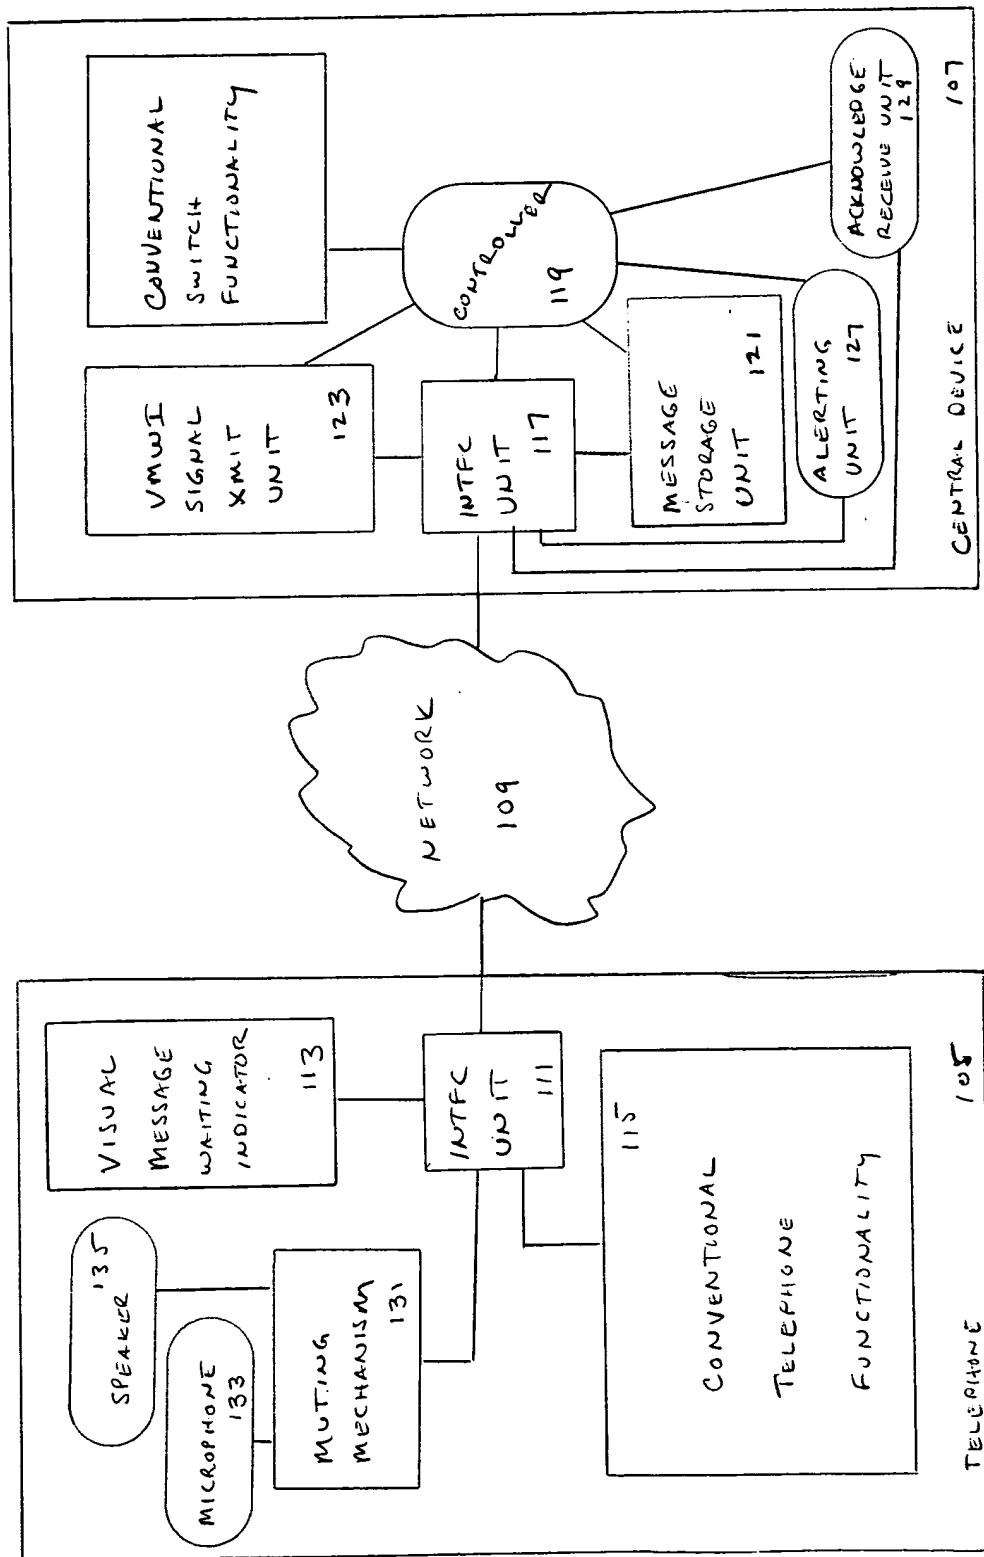 SPEAKER 135
MICROPHONE
133
MUTING
MECHANISM
131
VISUAL
MESSAGE
WAITING
INDICATOR
113
INTFC
UNIT
111
115
CONVENTIONAL
TELEPHONE
FUNCTIONALITY
TELEPHONE
105
NETWORK
109
VMWI
SIGNAL
XMIT
UNIT
123
CONVENTIONAL
SWITCH
FUNCTIONALITY
INTFC
UNIT
117
CONTROLLER
119
MESSAGE
STORAGE
UNIT
121
ALERTING
UNIT 127
ACKNOWLEDGE
RECEIVE UNIT
129
CENTRAL DEVICE
107